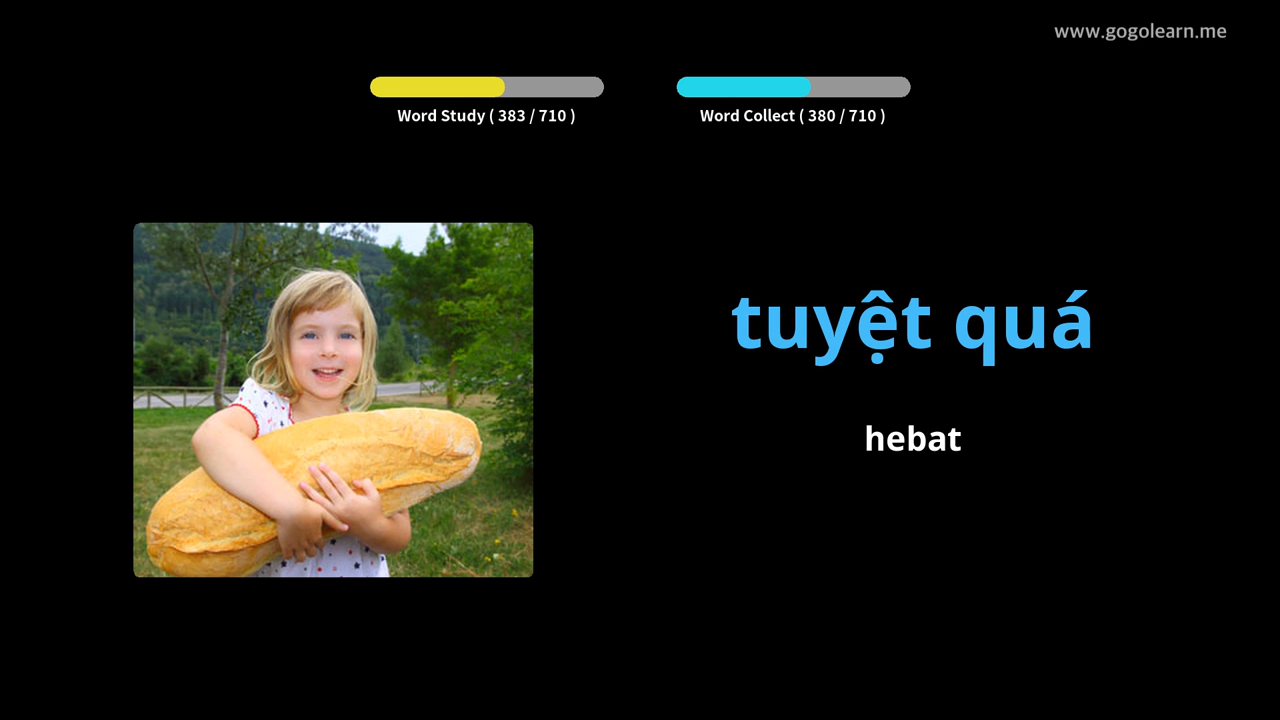 www.gogolearn.me
Word Study ( 383 / 710 )
Word Collect ( 380 / 710 )
tuyệt quá
hebat